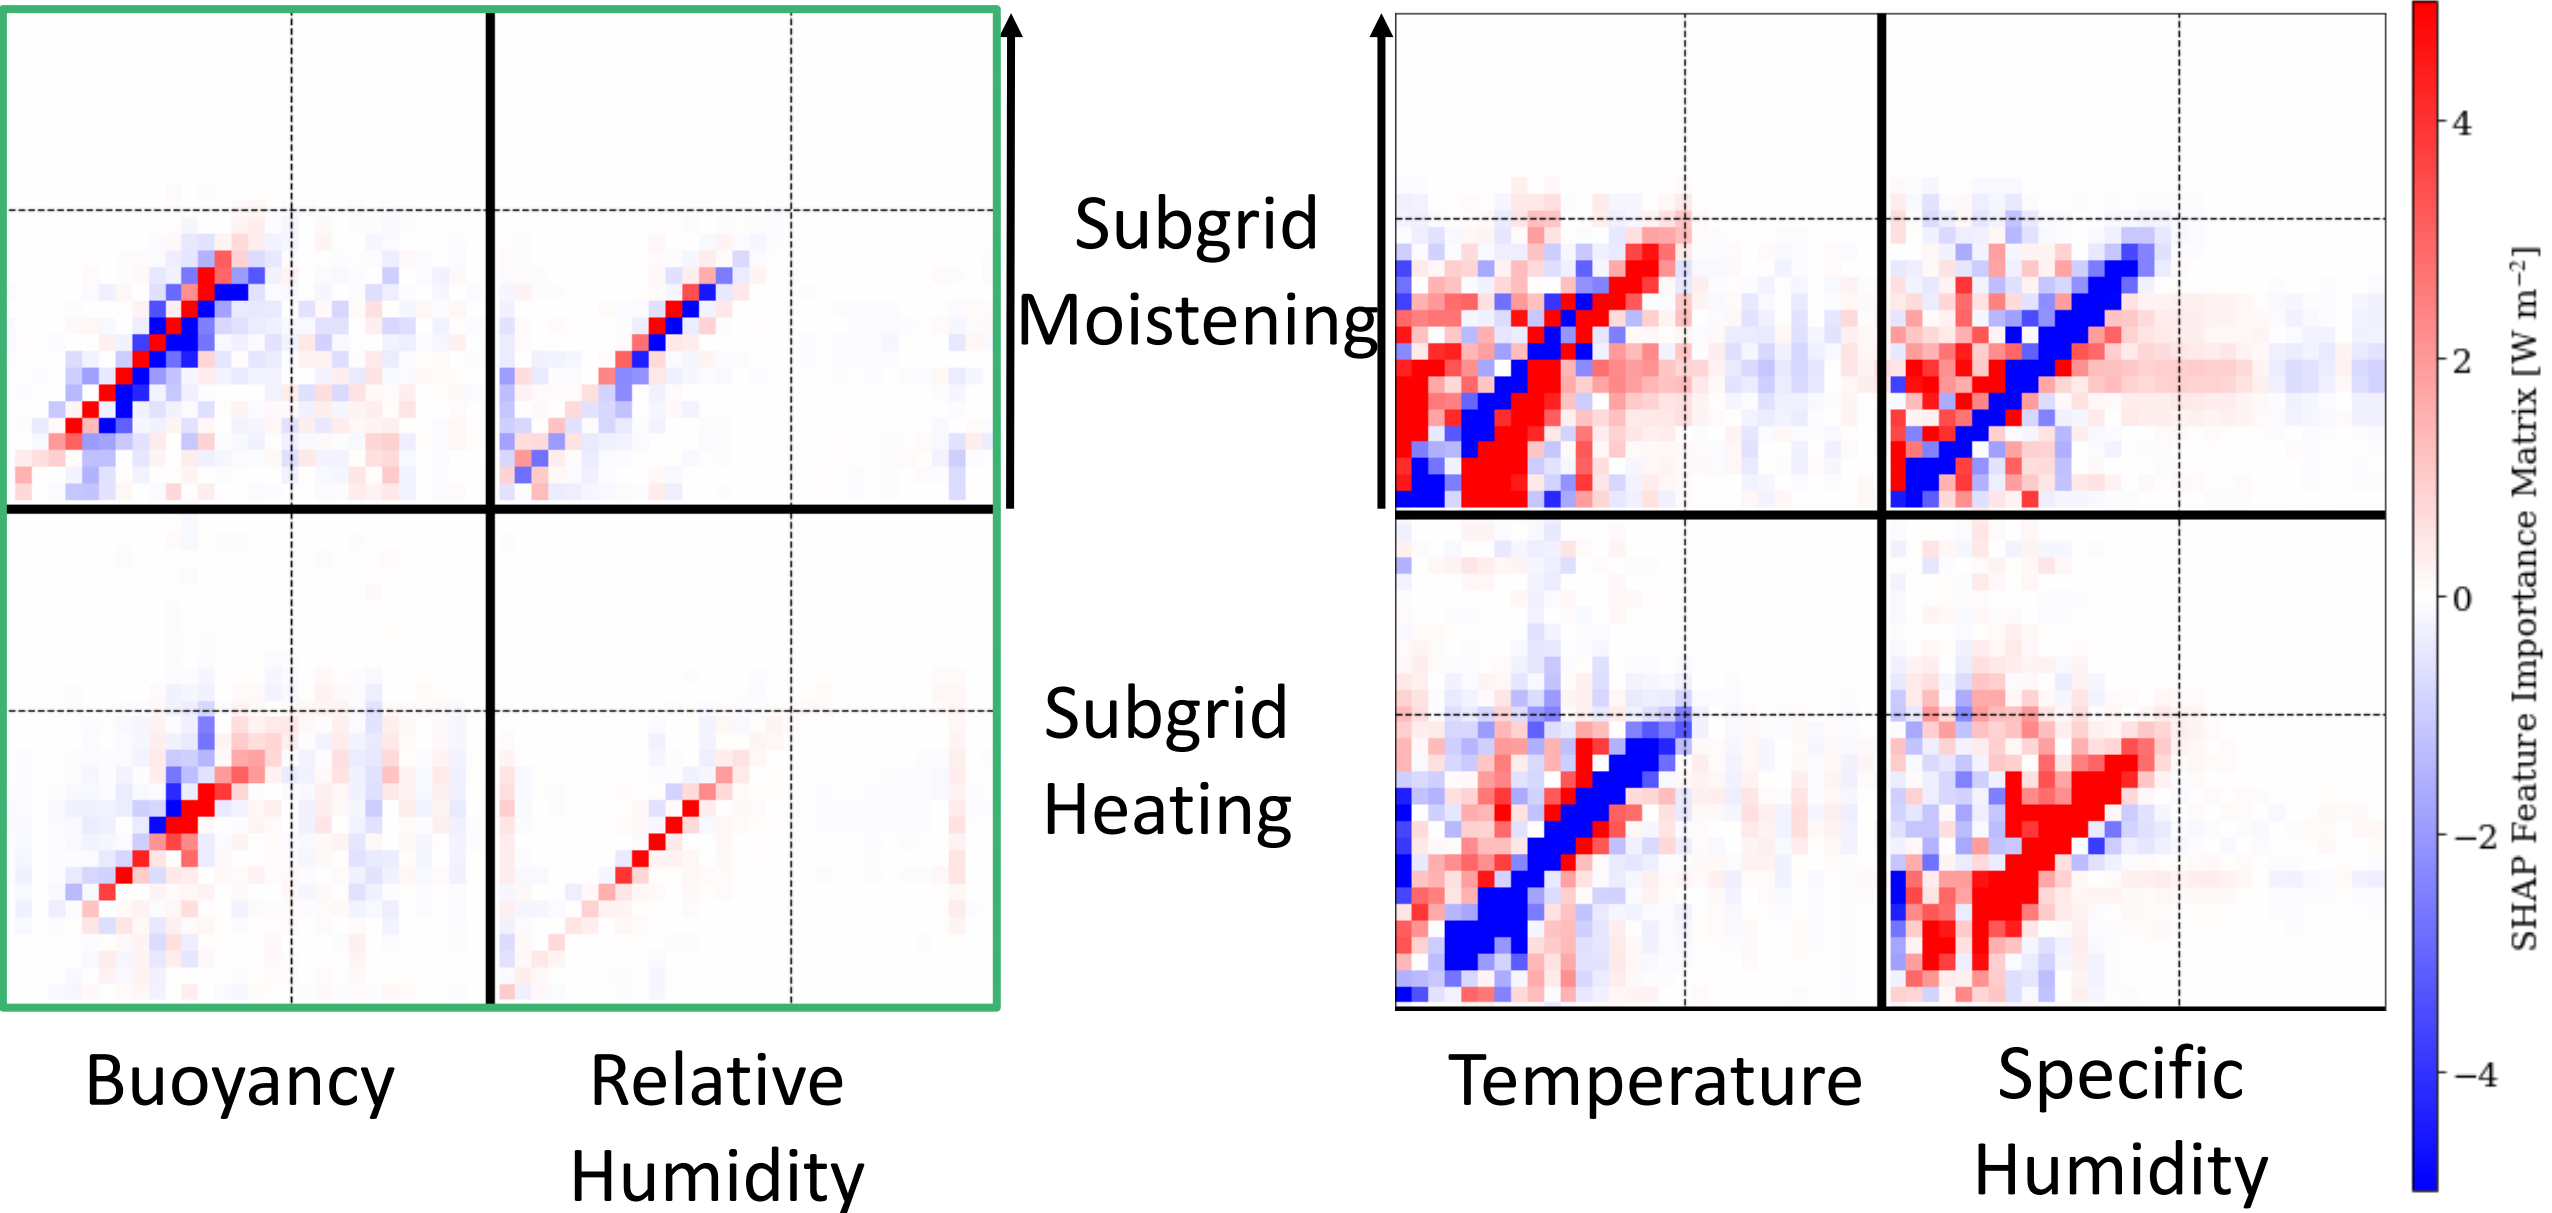 Subgrid
Moistening
Subgrid
Heating
Buoyancy
Relative
Humidity
Temperature
Specific
Humidity
4
2
0
−2
−4
SHAP Feature Importance Matrix [W m⁻²]